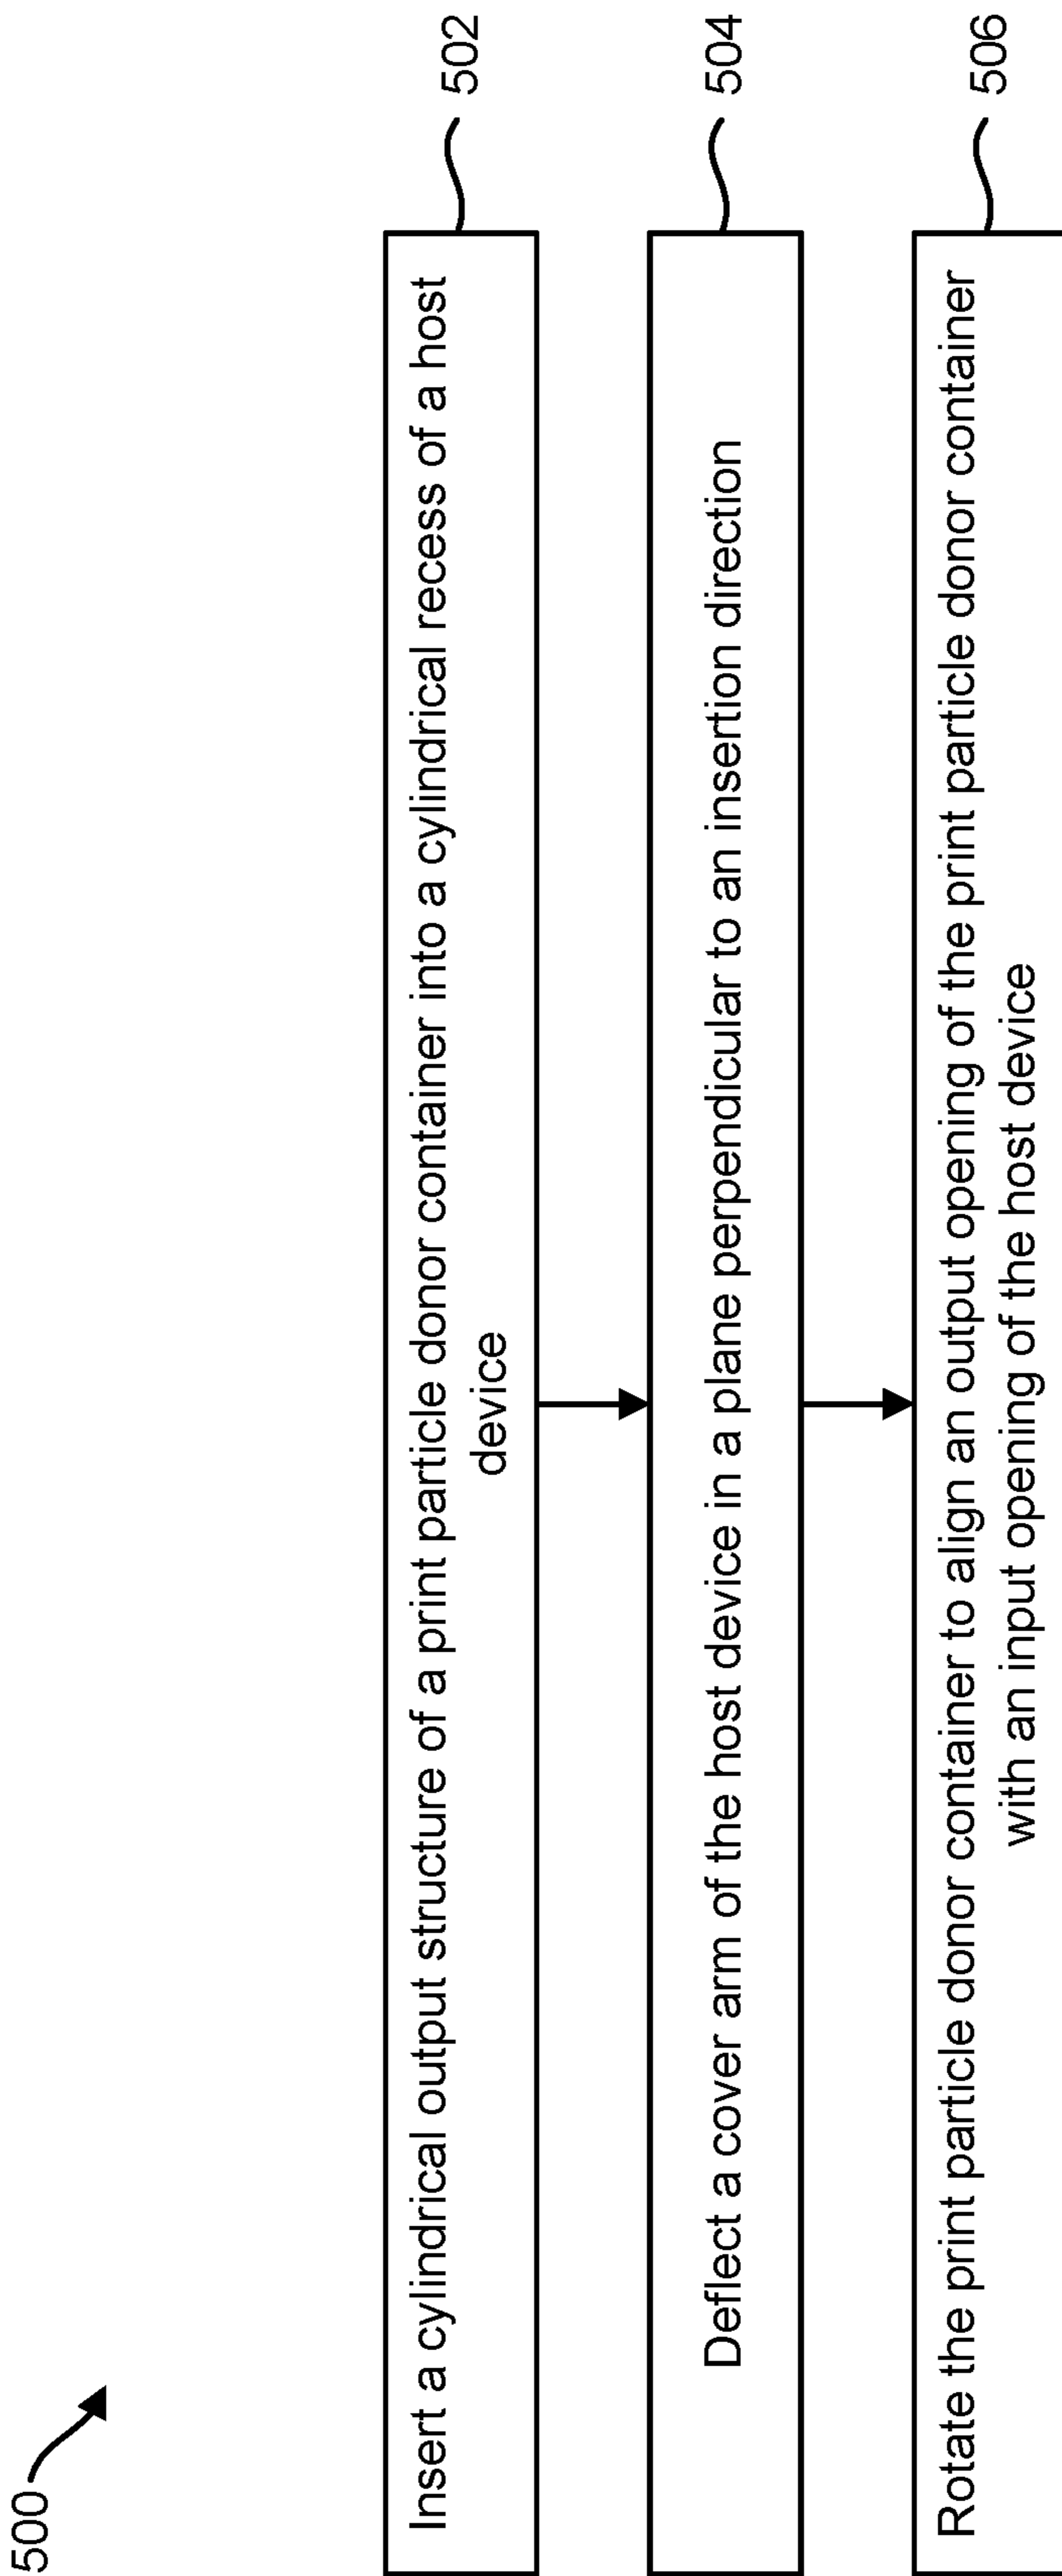 500
Insert a cylindrical output structure of a print particle donor container into a cylindrical recess of a host
device
502
Deflect a cover arm of the host device in a plane perpendicular to an insertion direction
504
Rotate the print particle donor container to align an output opening of the print particle donor container
with an input opening of the host device
506